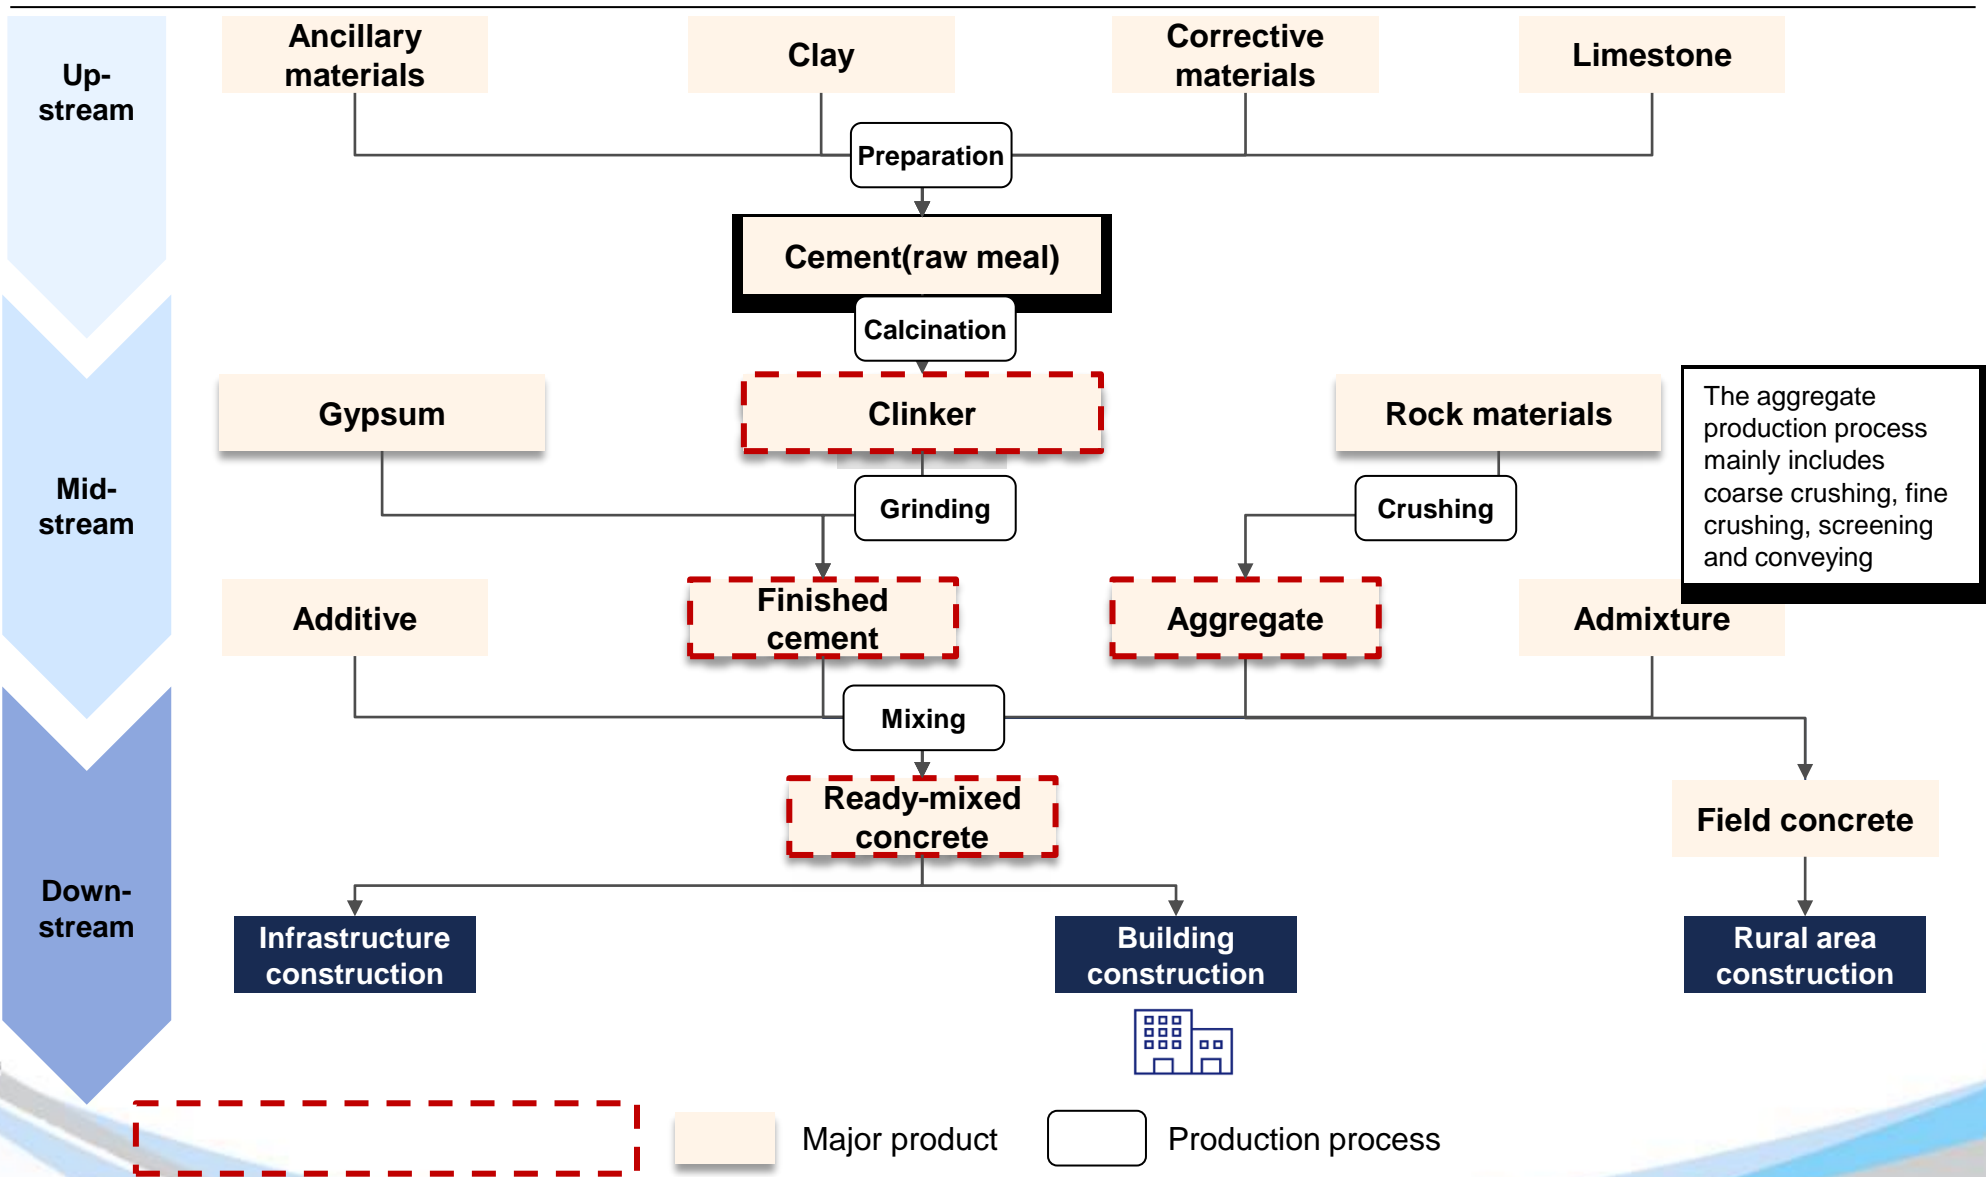 Up-
stream
Ancillary
materials
Clay
Corrective
materials
Limestone
Preparation
Cement(raw meal)
Calcination
Mid-
stream
Gypsum
Clinker
Rock materials
The aggregate
production process
mainly includes
coarse crushing, fine
crushing, screening
and conveying
Grinding
Crushing
Additive
Finished
cement
Aggregate
Admixture
Mixing
Down-
stream
Ready-mixed
concrete
Field concrete
Infrastructure
construction
Building
construction
Rural area
construction
Major product
Production process